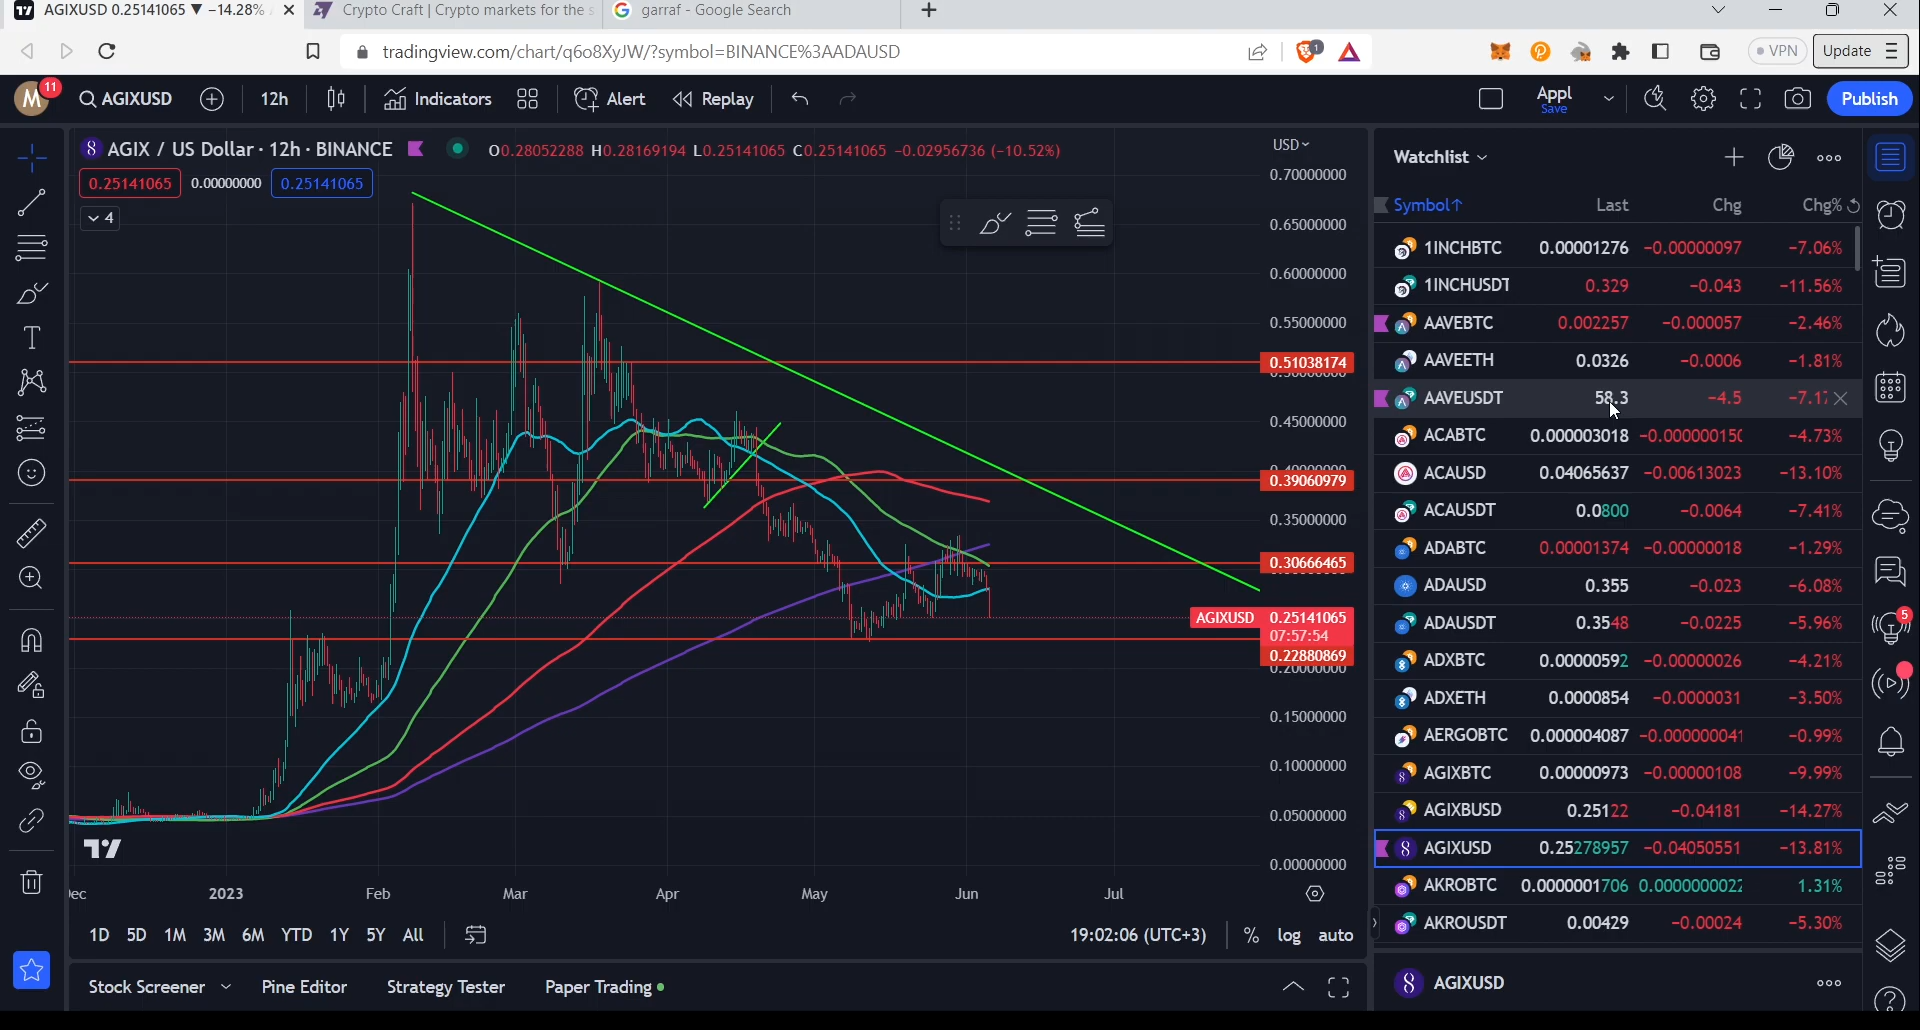 AGIXUSD 0.25141065 ▼ −14.28%
Crypto Craft | Crypto markets for the s
garraf - Google Search
tradingview.com/chart/q6o8XyJW/?symbol=BINANCE%3AADAUSD
1
VPN
Update
M
11
AGIXUSD
12h
Indicators
Alert
Replay
Appl
Save
Publish
AGIX / US Dollar · 12h · BINANCE
O0.28052288 H0.28169194 L0.25141065 C0.25141065 −0.02956736 (−10.52%)
0.25141065 0.00000000 0.25141065
4
USD
0.70000000
0.65000000
0.60000000
0.55000000
0.51038174
0.45000000
0.39060979
0.35000000
0.30666465
AGIXUSD 0.25141065
07:57:54
0.22880869
0.20000000
0.15000000
0.10000000
0.05000000
0.00000000
2023 Feb Mar Apr May Jun Jul
1D 5D 1M 3M 6M YTD 1Y 5Y All
19:02:06 (UTC+3) % log auto
Stock Screener Pine Editor Strategy Tester Paper Trading
Watchlist
Symbol↑ Last Chg Chg%
1INCHBTC 0.00001276 −0.00000097 −7.06%
1INCHUSDT 0.329 −0.043 −11.56%
AAVEBTC 0.002257 −0.000057 −2.46%
AAVEETH 0.0326 −0.0006 −1.81%
AAVEUSDT 58.3 −4.5
ACABTC 0.000003018 −4.73%
ACAUSD 0.04065637 −0.00613023 −13.10%
ACAUSDT 0.0800 −0.0064 −7.41%
ADABTC 0.00001374 −0.00000018 −1.29%
ADAUSD 0.355 −0.023 −6.08%
ADAUSDT 0.3548 −0.0225 −5.96%
ADXBTC 0.00000592 −0.00000026 −4.21%
ADXETH 0.0000854 −0.0000031 −3.50%
AERGOBTC 0.000004087 −0.99%
AGIXBTC 0.00000973 −0.00000108 −9.99%
AGIXBUSD 0.25122 −0.04181 −14.27%
AGIXUSD 0.25278957 −0.04050551 −13.81%
AKROBTC 0.0000001706 1.31%
AKROUSDT 0.00429 −0.00024 −5.30%
AGIXUSD
5